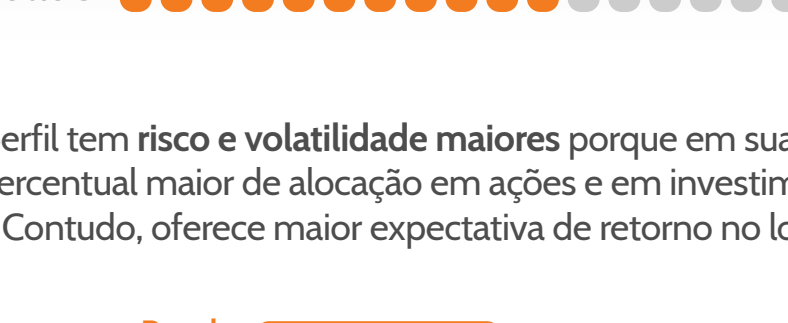 erfil tem risco e volatilidade maiores porque em sua
ercentual maior de alocação em ações e em investim
Contudo, oferece maior expectativa de retorno no lo